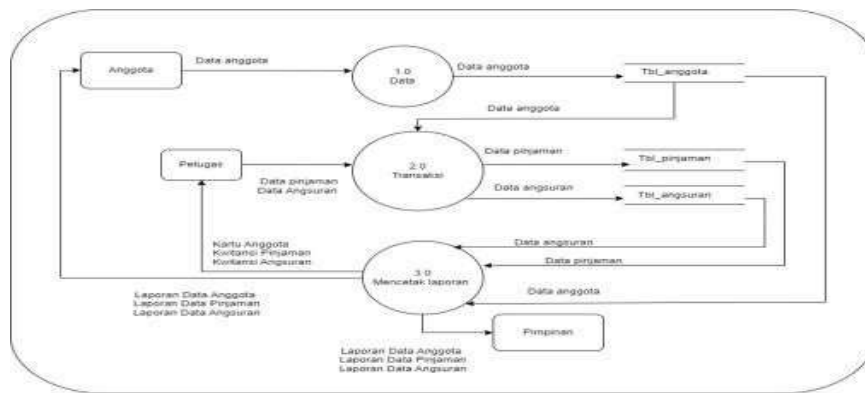 Anggota
Data anggota
1.0
Data
Data anggota
Tbl_anggota
Data anggota
Petugas
Data pinjaman
Data Angsuran
2.0
Transaksi
Data pinjaman
Tbl_pinjaman
Data angsuran
Tbl_angsuran
Kartu Anggota
Kwitansi Pinjaman
Kwitansi Angsuran
Data angsuran
Data pinjaman
3.0
Mencetak laporan
Data anggota
Laporan Data Anggota
Laporan Data Pinjaman
Laporan Data Angsuran
Pimpinan
Laporan Data Anggota
Laporan Data Pinjaman
Laporan Data Angsuran